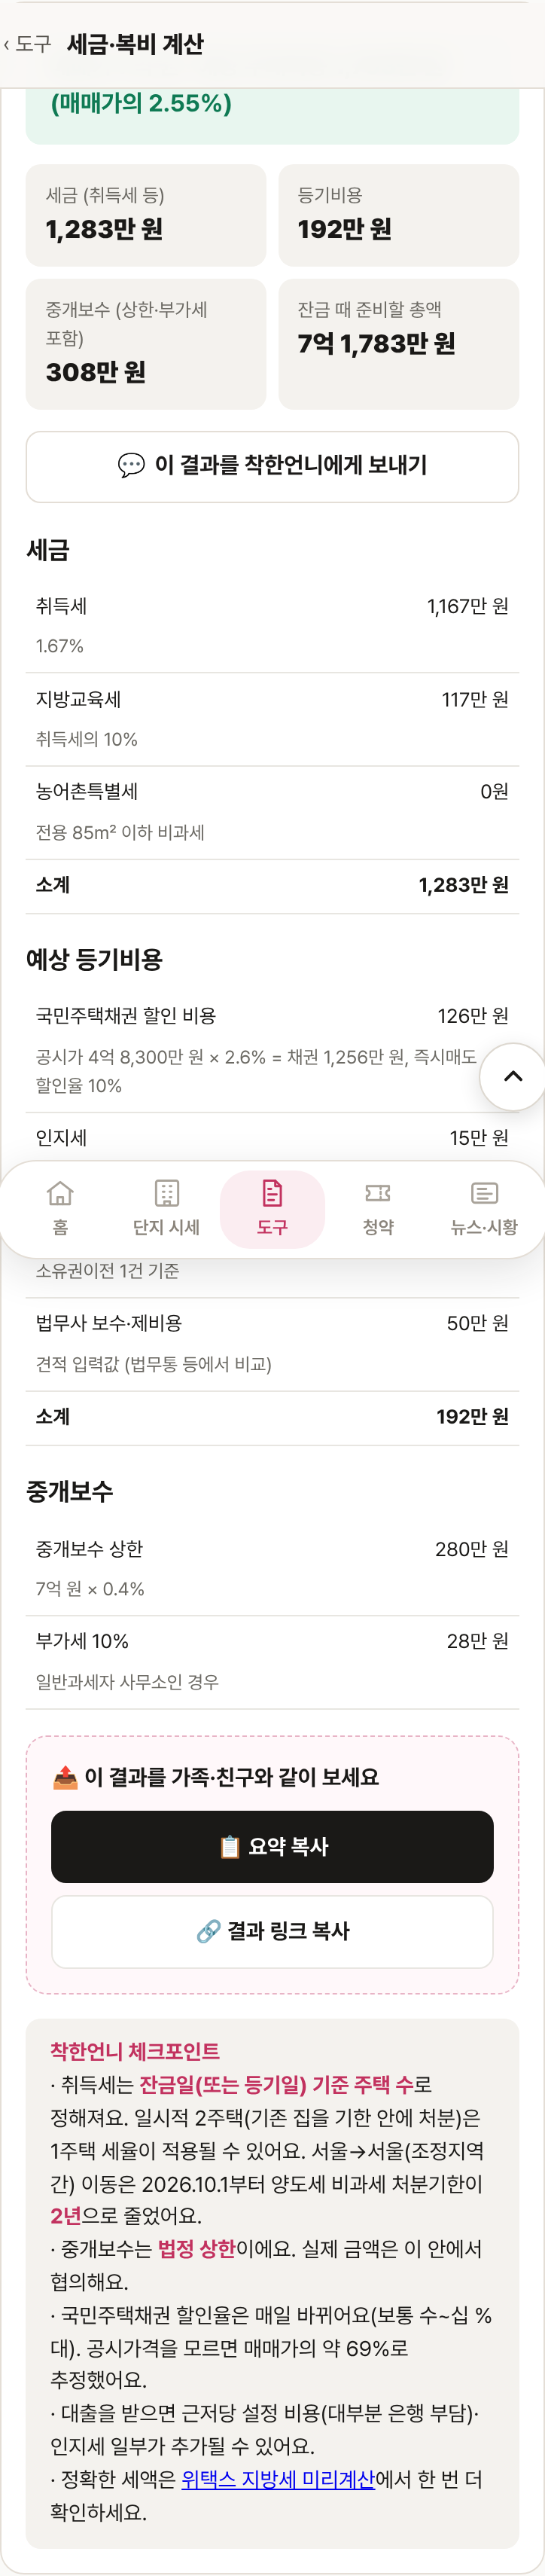 ‹ 도구 세금·복비 계산
(매매가의 2.55%)
세금 (취득세 등)
1,283만 원
등기비용
192만 원
중개보수 (상한·부가세
포함)
308만 원
잔금 때 준비할 총액
7억 1,783만 원
💬 이 결과를 착한언니에게 보내기
세금
취득세 1,167만 원
1.67%
지방교육세 117만 원
취득세의 10%
농어촌특별세 0원
전용 85m² 이하 비과세
소계 1,283만 원
예상 등기비용
국민주택채권 할인 비용 126만 원
공시가 4억 8,300만 원 × 2.6% = 채권 1,256만 원, 즉시매도
할인율 10%
인지세 15만 원
홈 단지 시세 도구 청약 뉴스·시황
소유권이전 1건 기준
법무사 보수·제비용 50만 원
견적 입력값 (법무통 등에서 비교)
소계 192만 원
중개보수
중개보수 상한 280만 원
7억 원 × 0.4%
부가세 10% 28만 원
일반과세자 사무소인 경우
📤 이 결과를 가족·친구와 같이 보세요
📋 요약 복사
🔗 결과 링크 복사
착한언니 체크포인트
· 취득세는 잔금일(또는 등기일) 기준 주택 수로
정해져요. 일시적 2주택(기존 집을 기한 안에 처분)은
1주택 세율이 적용될 수 있어요. 서울→서울(조정지역
간) 이동은 2026.10.1부터 양도세 비과세 처분기한이
2년으로 줄었어요.
· 중개보수는 법정 상한이에요. 실제 금액은 이 안에서
협의해요.
· 국민주택채권 할인율은 매일 바뀌어요(보통 수~십 %
대). 공시가격을 모르면 매매가의 약 69%로
추정했어요.
· 대출을 받으면 근저당 설정 비용(대부분 은행 부담)·
인지세 일부가 추가될 수 있어요.
· 정확한 세액은 위택스 지방세 미리계산에서 한 번 더
확인하세요.